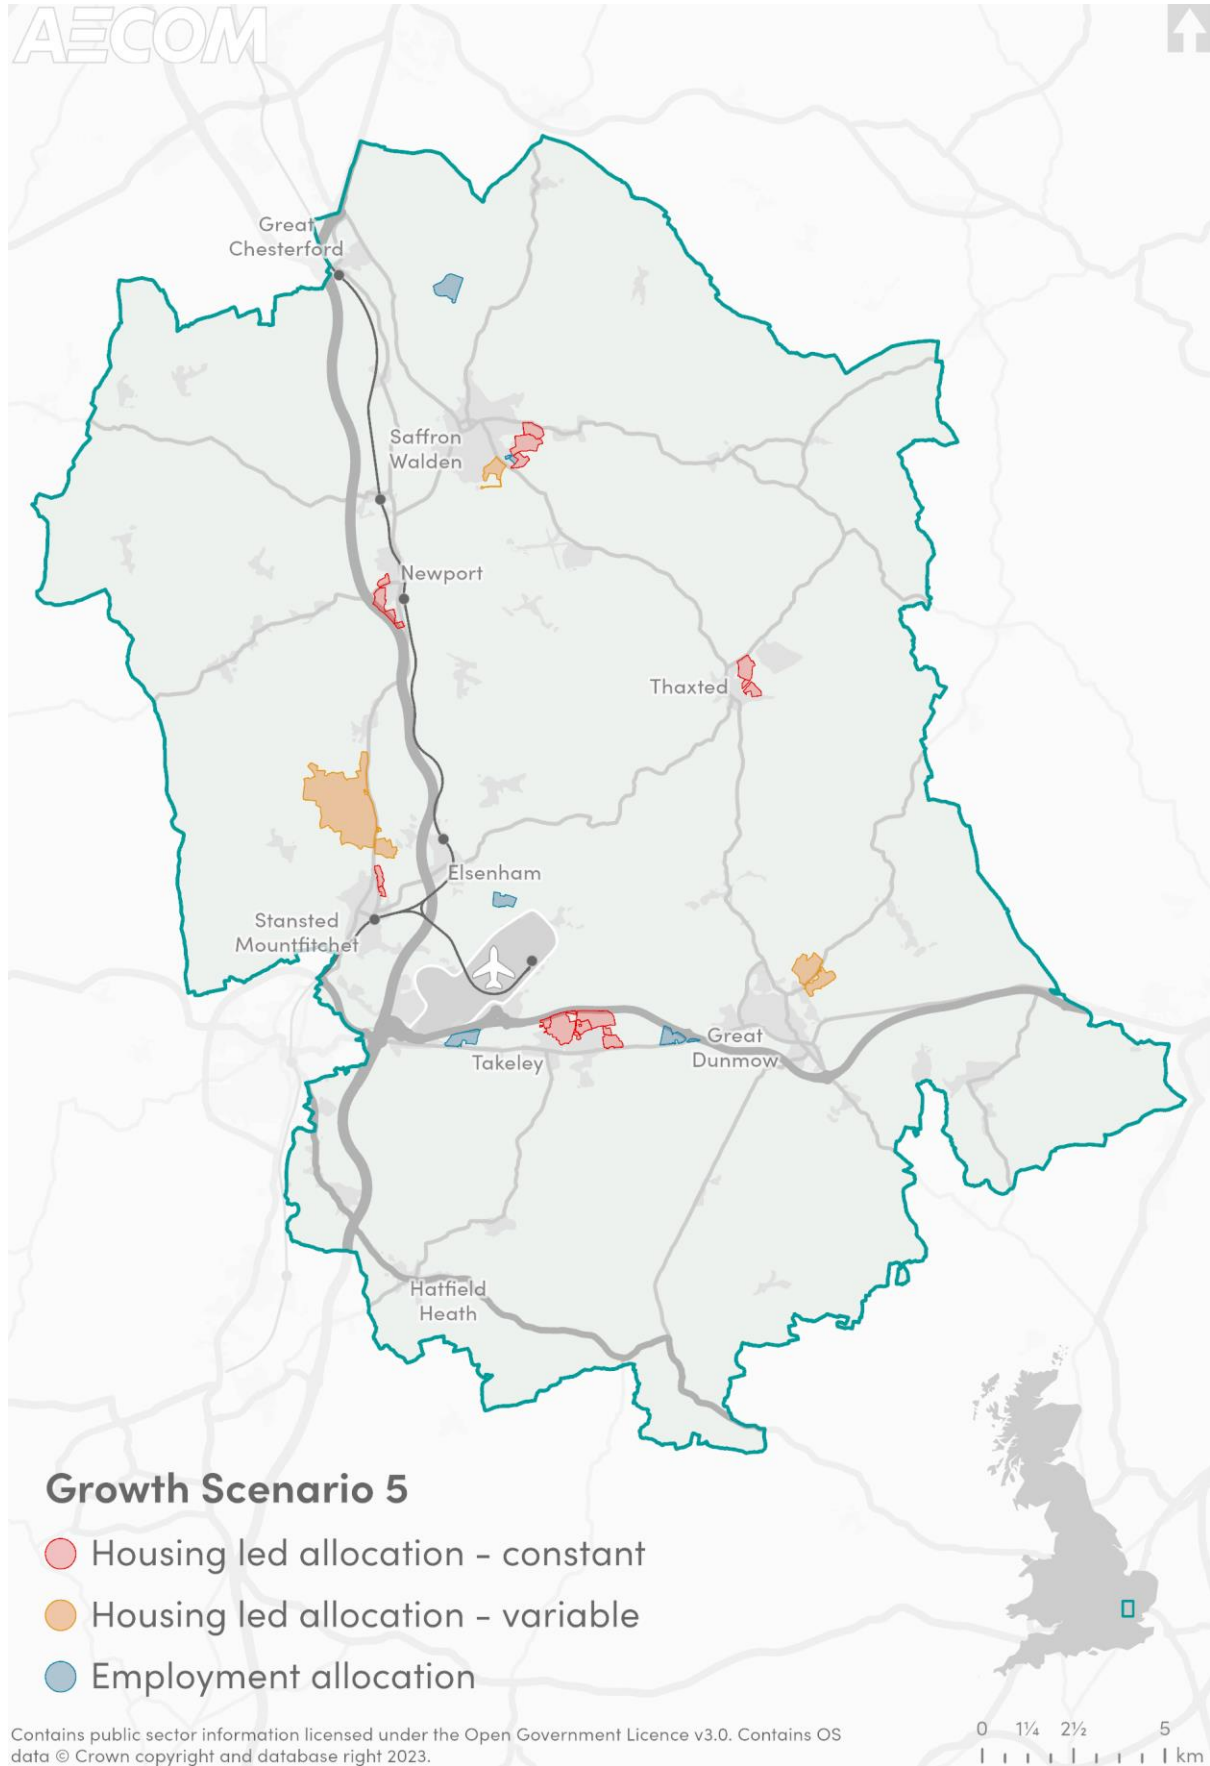 AECOM
Great
Chesterford
Saffron
Walden
Newport
Thaxted
Elsenham
Stansted
Mountfitchet
Takeley
Great
Dunmow
Hatfield
Heath
Growth Scenario 5
Housing led allocation - constant
Housing led allocation - variable
Employment allocation
Contains public sector information licensed under the Open Government Licence v3.0. Contains OS
data © Crown copyright and database right 2023.
0 1¼ 2½ 5
km